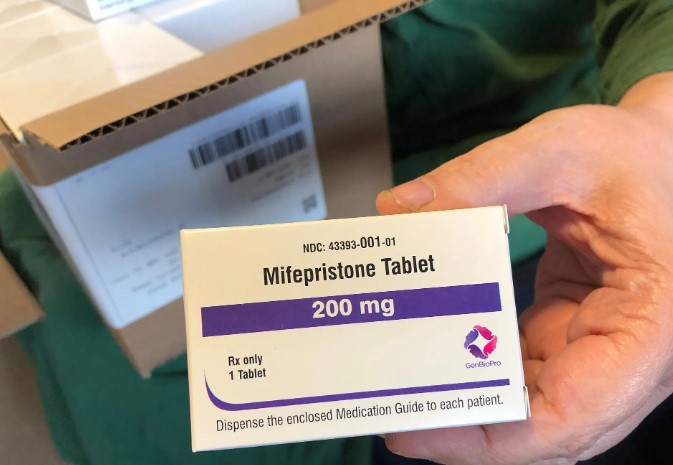 NDC: 43393-001-01
Mifepristone Tablet
200 mg
Rx only
1 Tablet
GenBioPro
Dispense the enclosed Medication Guide to each patient.